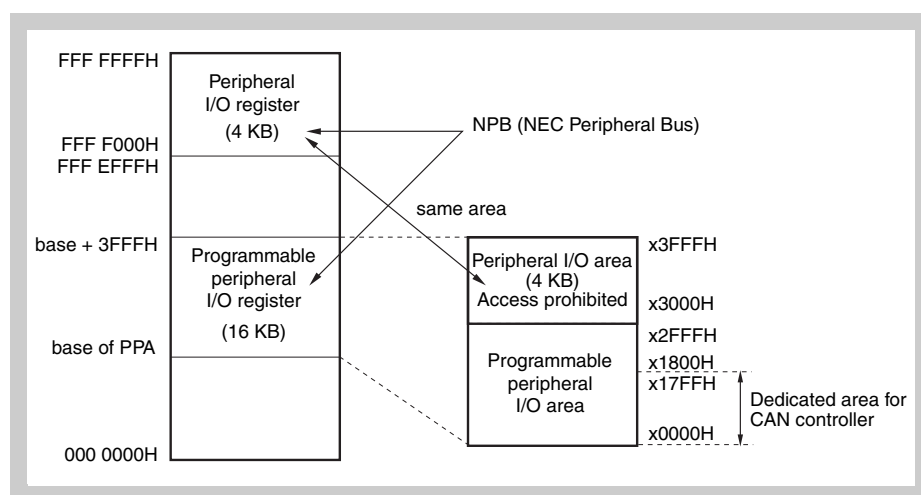 FFF FFFFH
Peripheral
I/O register
(4 KB)
NPB (NEC Peripheral Bus)
FFF F000H
FFF EFFFH
same area
base + 3FFFH
Programmable
peripheral
I/O register
(16 KB)
base of PPA
000 0000H
Peripheral I/O area
(4 KB)
Access prohibited
x3FFFH
x3000H
x2FFFH
x1800H
x17FFH
Programmable
peripheral
I/O area
Dedicated area for
CAN controller
x0000H